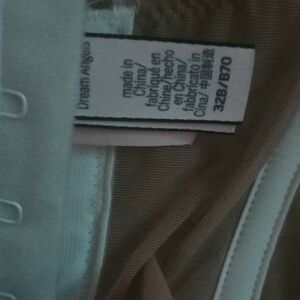 Dream Angels
made in
China/
fabriqué en
Chine/hecho
en China/
fabbricato in
Cina/ 中国制造
32B/B70